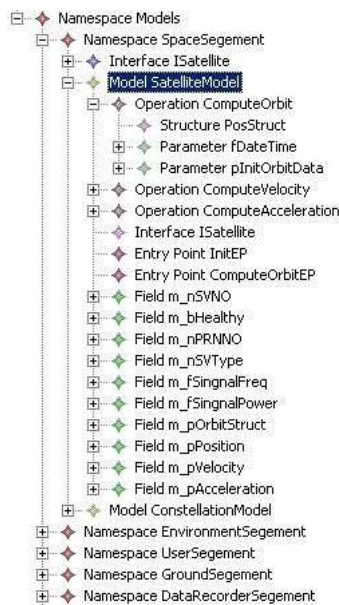 Namespace Models
Namespace SpaceSegement
Interface ISatellite
Model SatelliteModel
Operation ComputeOrbit
Structure PosStruct
Parameter fDateTime
Parameter pInitOrbitData
Operation ComputeVelocity
Operation ComputeAcceleration
Interface ISatellite
Entry Point InitEP
Entry Point ComputeOrbitEP
Field m_nSVNO
Field m_bHealthy
Field m_nPRNNO
Field m_nSVType
Field m_fSingnalFreq
Field m_fSingnalPower
Field m_pOrbitStruct
Field m_pPosition
Field m_pVelocity
Field m_pAcceleration
Model ConstellationModel
Namespace EnvironmentSegement
Namespace UserSegement
Namespace GroundSegement
Namespace DataRecorderSegement